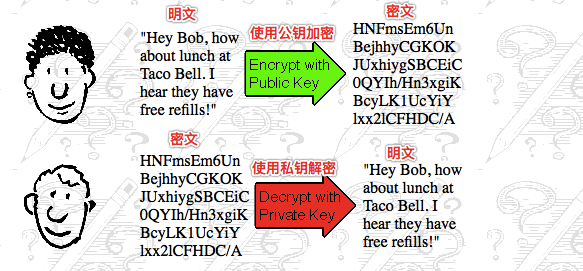 明文
"Hey Bob, how
about lunch at
Taco Bell. I
hear they have
free refills!"
使用公钥加密
Encrypt with
Public Key
密文
HNFmsEm6Un
BejhhyCGKOK
JUxhiygSBCEiC
0QYIh/Hn3xgiK
BcyLK1UcYiY
lxx2lCFHDC/A
密文
HNFmsEm6Un
BejhhyCGKOK
JUxhiygSBCEiC
0QYIh/Hn3xgiK
BcyLK1UcYiY
lxx2lCFHDC/A
使用私钥解密
Decrypt with
Private Key
明文
"Hey Bob, how
about lunch at
Taco Bell. I
hear they have
free refills!"